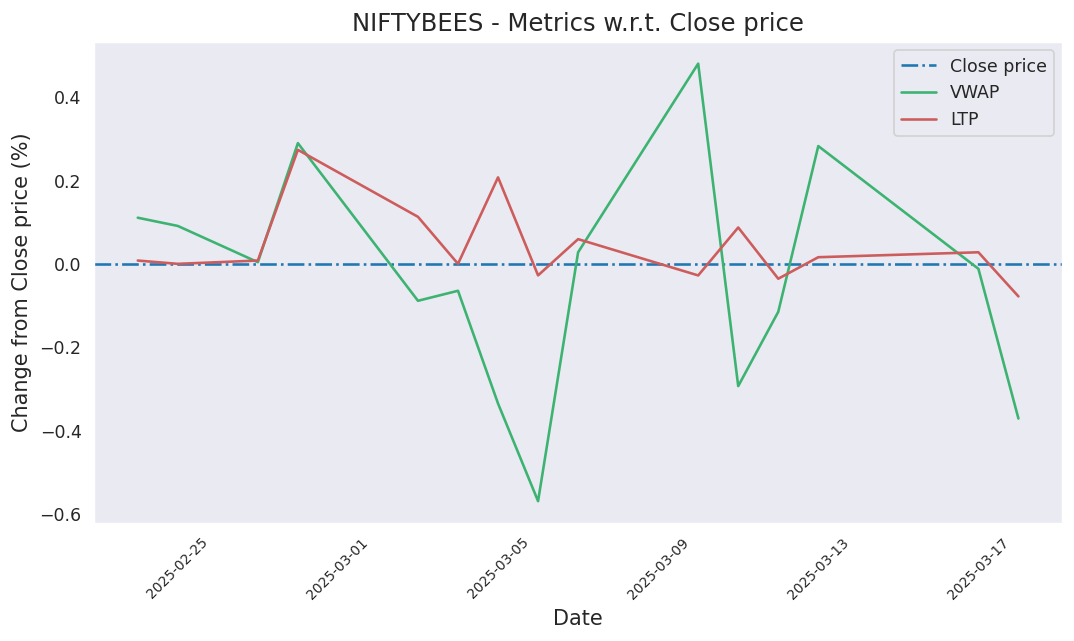 NIFTYBEES - Metrics w.r.t. Close price
Close price
VWAP
LTP
Change from Close price (%)
0.4
0.2
0.0
−0.2
−0.4
−0.6
2025-02-25
2025-03-01
2025-03-05
2025-03-09
2025-03-13
2025-03-17
Date